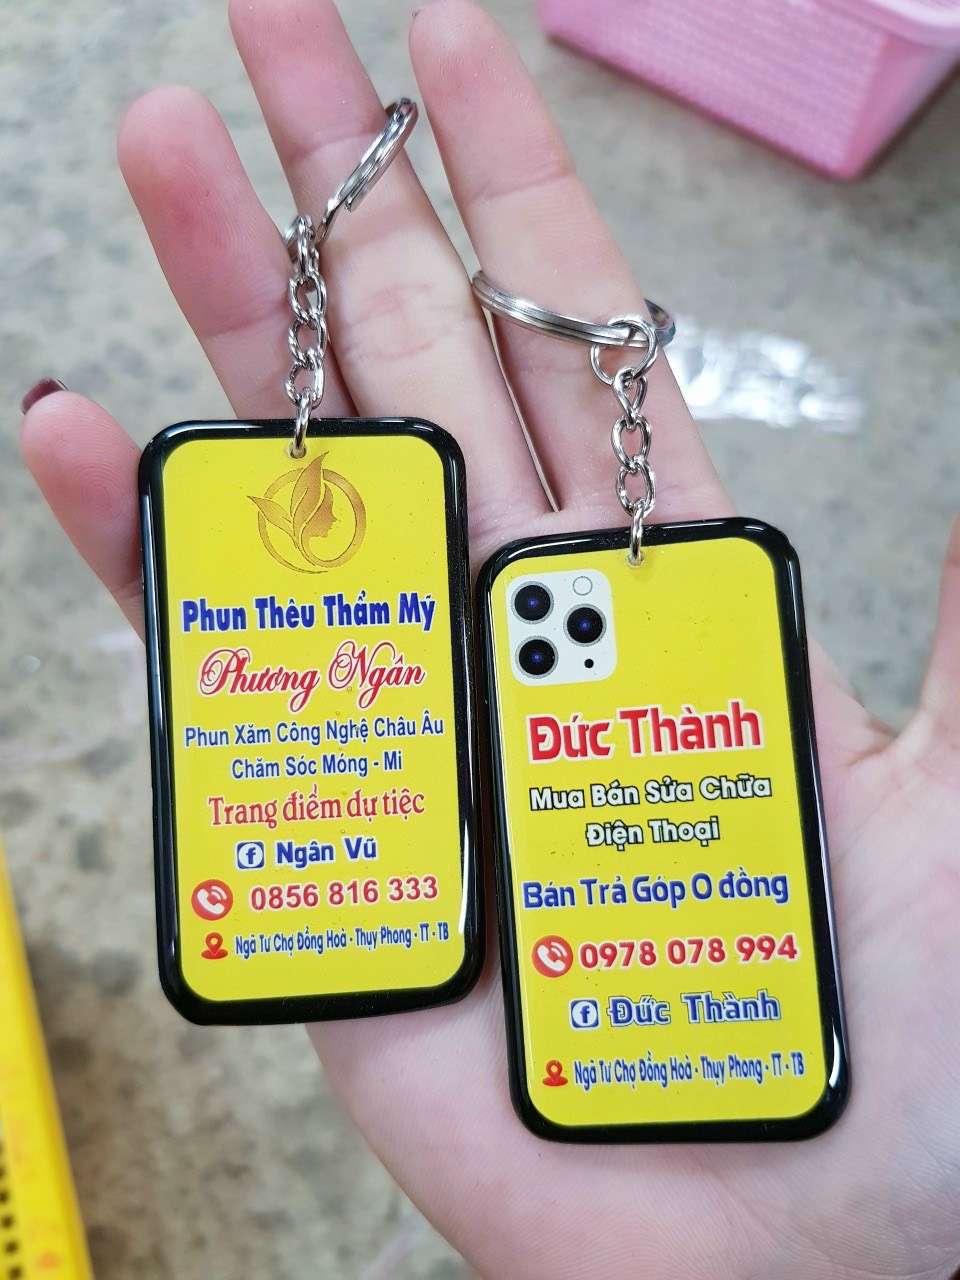 Phun Thêu Thẩm Mỹ
Phương Ngân
Phun Xăm Công Nghệ Châu Âu
Chăm Sóc Móng - Mi
Trang điểm dự tiệc
f Ngân Vũ
0856 816 333
Ngã Tư Chợ Đồng Hoà - Thụy Phong - TT - TB
Đức Thành
Mua Bán Sửa Chữa
Điện Thoại
Bán Trả Góp 0 đồng
0978 078 994
f Đức Thành
Ngã Tư Chợ Đồng Hoà - Thụy Phong - TT - TB